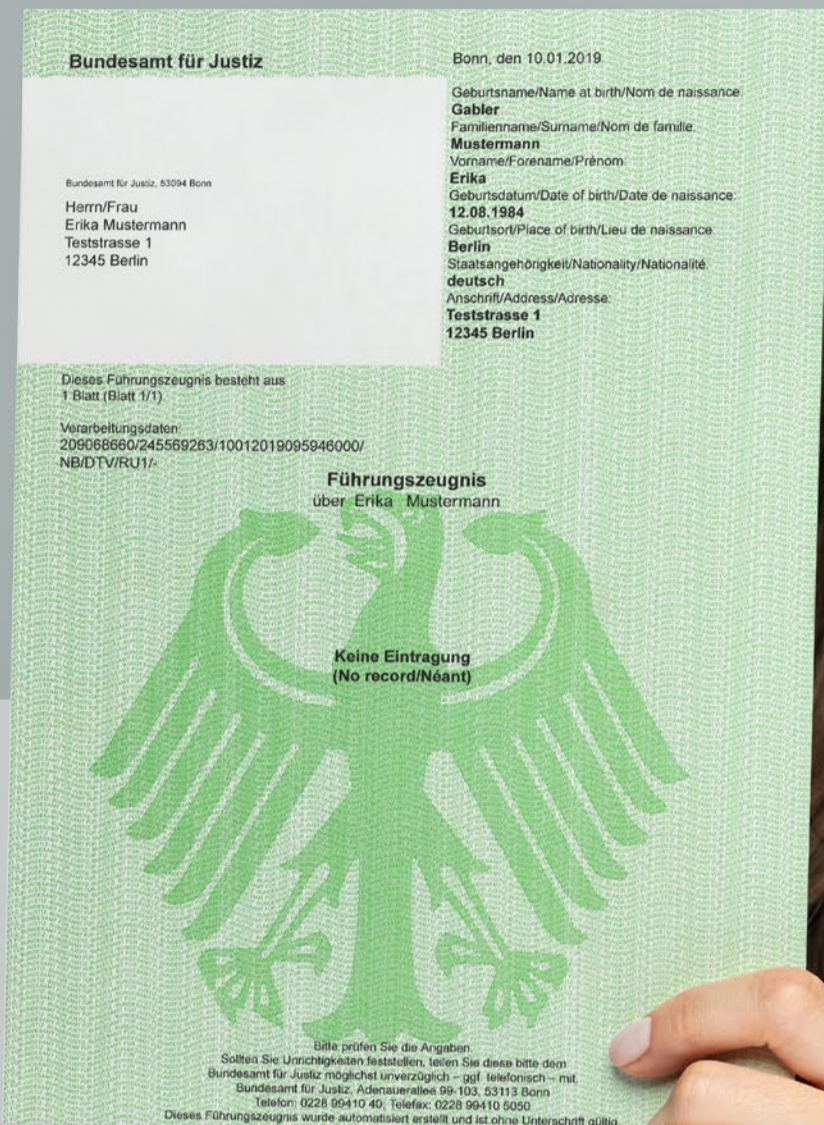 Bundesamt für Justiz
Bundesamt für Justiz, 53094 Bonn
Herrn/Frau
Erika Mustermann
Teststrasse 1
12345 Berlin
Bonn, den 10.01.2019
Geburtsname/Name at birth/Nom de naissance:
Gabler
Familienname/Surname/Nom de famille:
Mustermann
Vorname/Forename/Prénom:
Erika
Geburtsdatum/Date of birth/Date de naissance:
12.08.1984
Geburtsort/Place of birth/Lieu de naissance:
Berlin
Staatsangehörigkeit/Nationality/Nationalité:
deutsch
Anschrift/Address/Adresse:
Teststrasse 1
12345 Berlin
Dieses Führungszeugnis besteht aus
1 Blatt (Blatt 1/1).
Verarbeitungsdaten:
209068660/245569263/10012019095946000/
NB/DTV/RU1/-
Führungszeugnis
über Erika Mustermann
Keine Eintragung
(No record/Néant)
Bitte prüfen Sie die Angaben.
Sollten Sie Unrichtigkeiten feststellen, teilen Sie diese bitte dem
Bundesamt für Justiz möglichst unverzüglich – ggf. telefonisch – mit.
Bundesamt für Justiz, Adenauerallee 99-103, 53113 Bonn
Telefon: 0228 99410 40, Telefax: 0228 99410 5050
Dieses Führungszeugnis wurde automatisiert erstellt und ist ohne Unterschrift gültig.